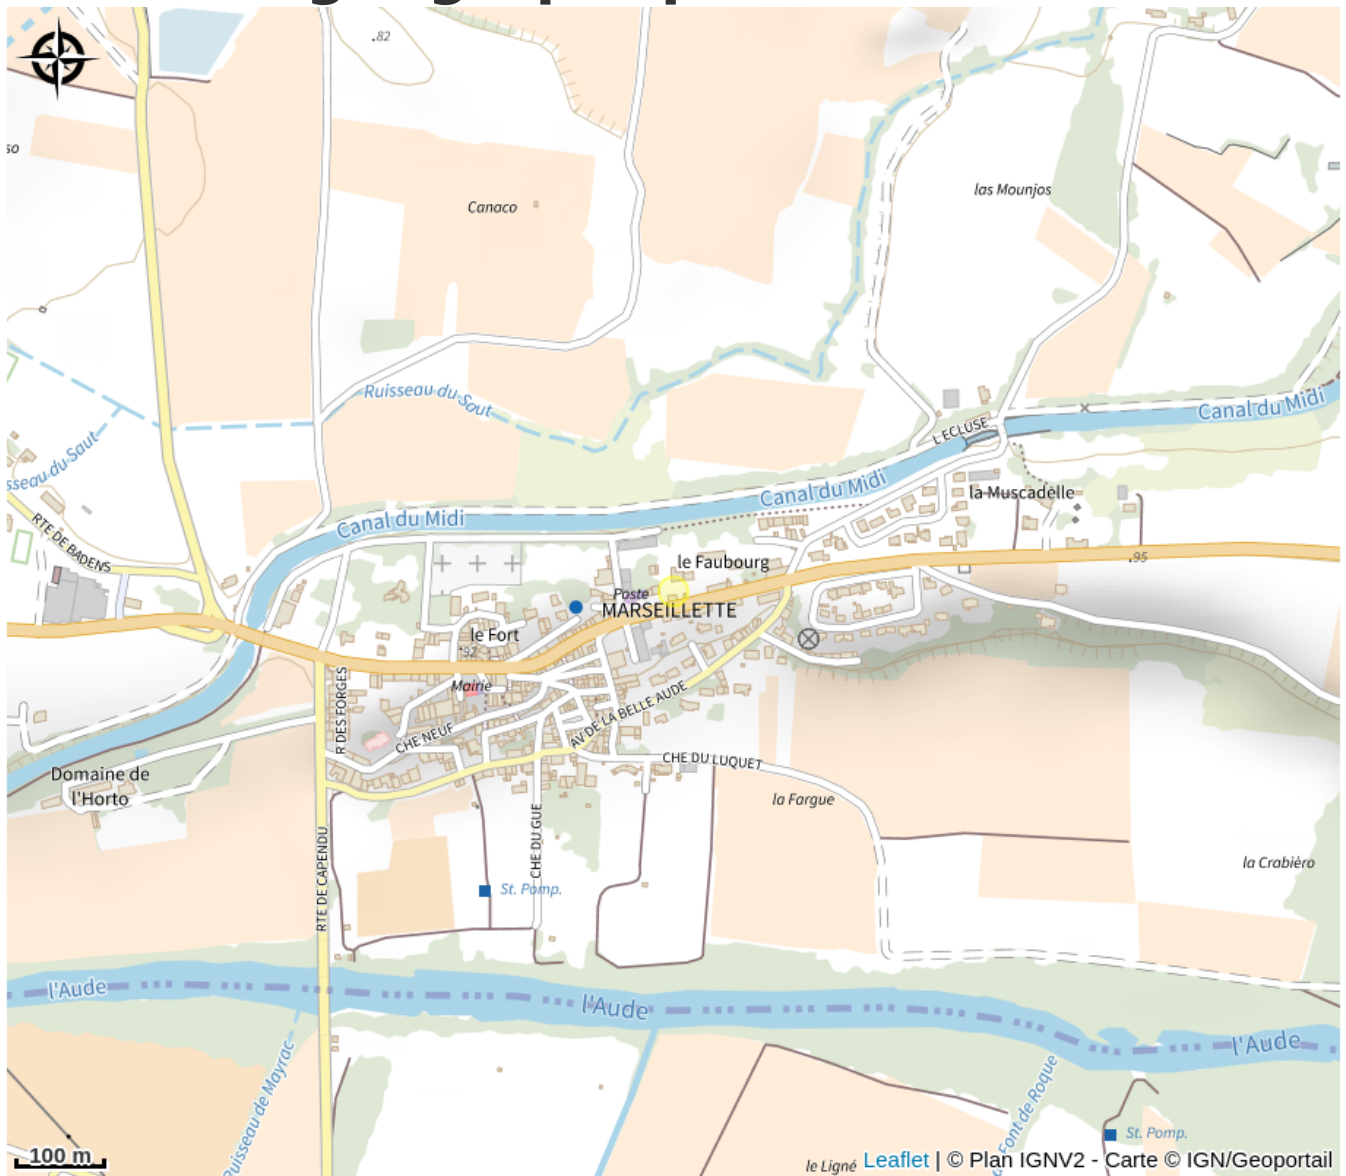 82
so
Canaco
las Mounjos
Ruisseau du Saut
Canal du Midi
L'ECLUSE
sseau du Saut
Canal du Midi
la Muscadèlle
Canal du Midi
RTE DE BADENS
95
le Faubourg
Poste
MARSEILLETTE
le Fort
92
Mairie
R DES FORGES
AV DE LA BELLE AUDE
CHE NEUF
CHE DU LUQUET
Domaine de
l'Horto
la Forgue
CHE DU GUE
RTE DE CAPENDU
la Crabièro
St. Pomp.
l'Aude
l'Aude
l'Aude
Ruisseau de Mayrac
Font de Roque
St. Pomp.
100 m
le Ligné
Leaflet | © Plan IGNV2 - Carte © IGN/Geoportail